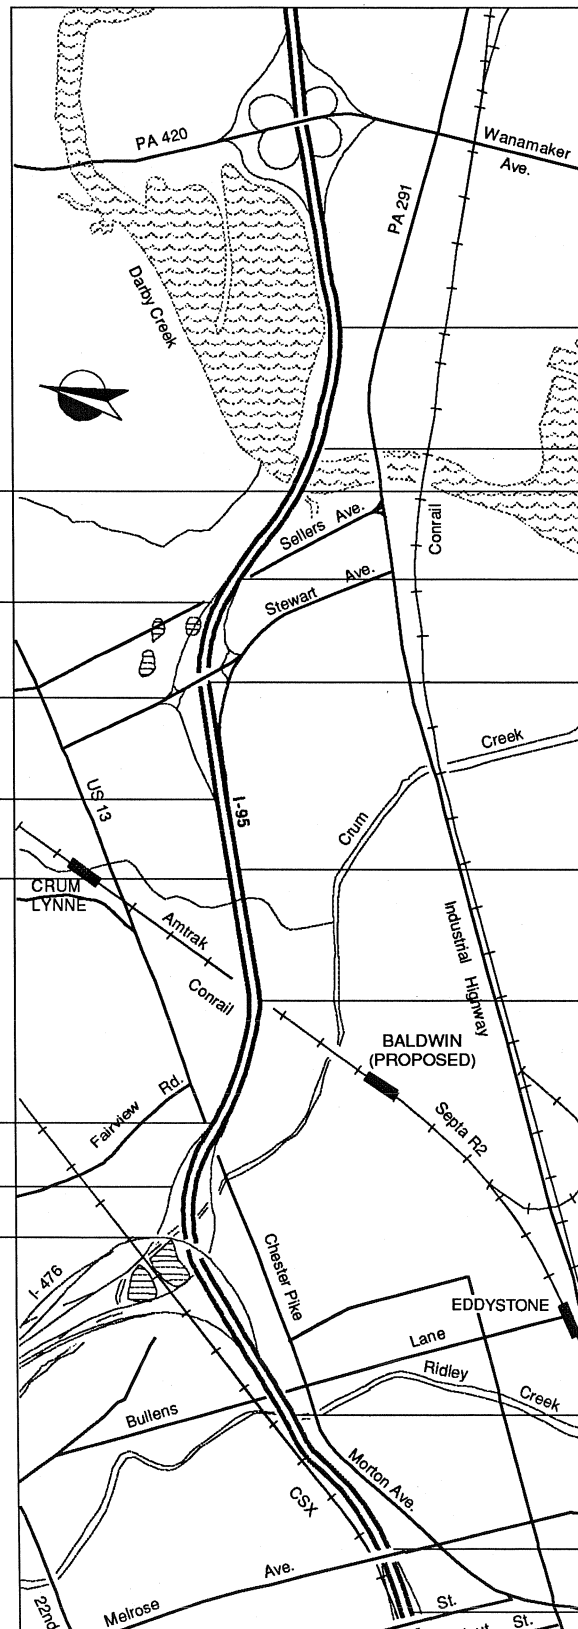 PA 420
Wanamaker
Ave.
PA 291
Darby Creek
Sellers Ave.
Conrail
Stewart Ave.
Creek
US 13
I-95
Crum
CRUM
LYNNE
Amtrak
Industrial Highway
Conrail
BALDWIN
(PROPOSED)
Fairview Rd.
Septa R2
Chester Pike
I-476
EDDYSTONE
Lane
Ridley
Creek
Bullens
Morton Ave.
CSX
Ave.
Melrose
22nd
St.
St.